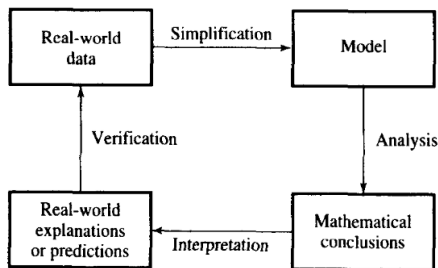 Real-world
data
Simplification
Model
Verification
Analysis
Real-world
explanations
or predictions
Interpretation
Mathematical
conclusions